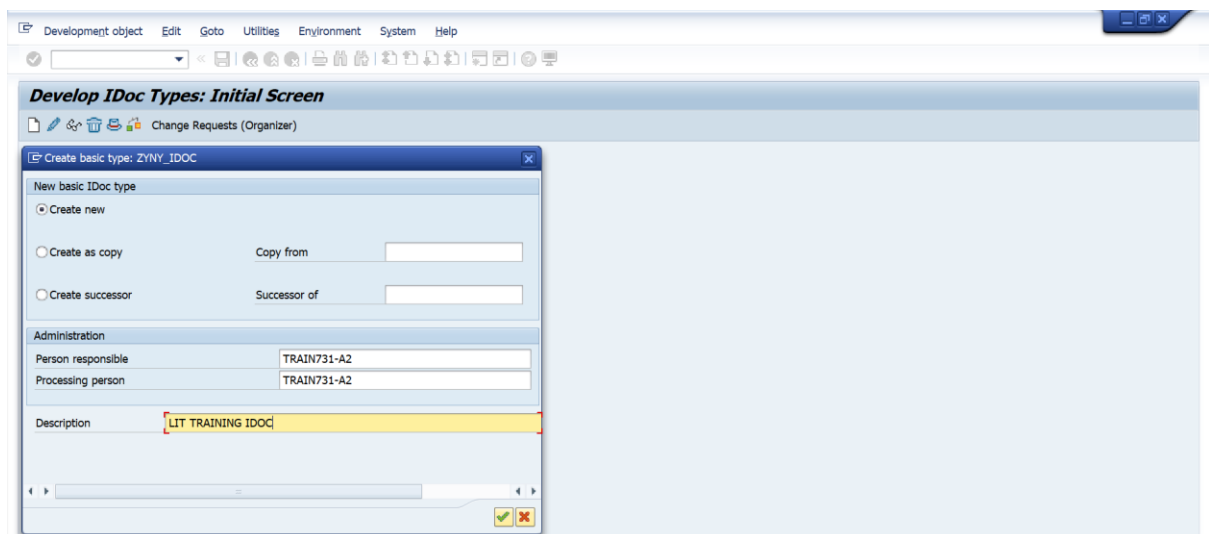 Development object Edit Goto Utilities Environment System Help
Develop IDoc Types: Initial Screen
Change Requests (Organizer)
Create basic type: ZYNY_IDOC
New basic IDoc type
Create new
Create as copy Copy from
Create successor Successor of
Administration
Person responsible TRAIN731-A2
Processing person TRAIN731-A2
Description LIT TRAINING IDOC